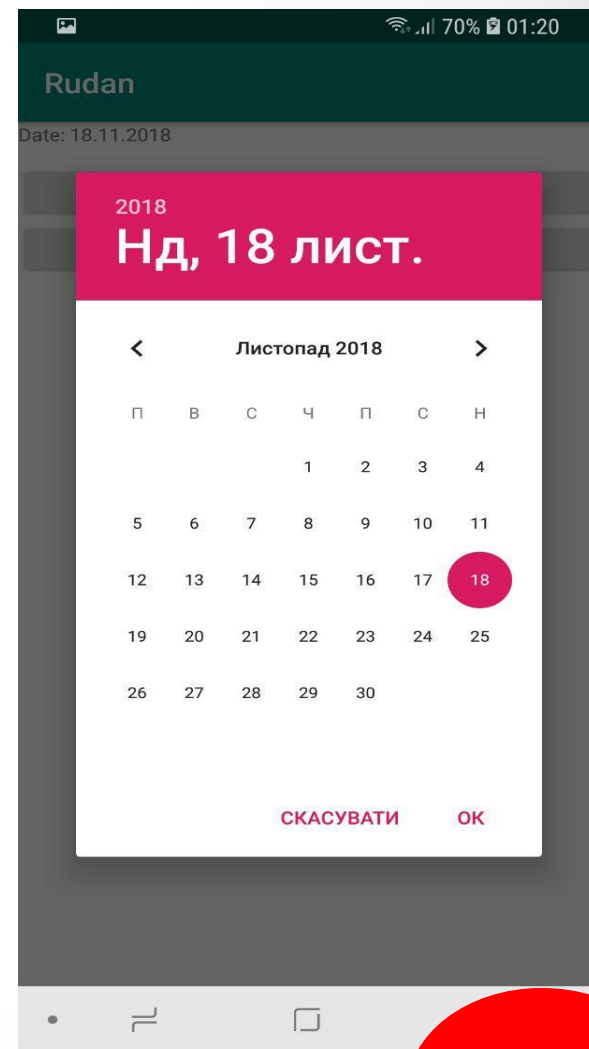 70% 01:20
Rudan
Date: 18.11.2018
2018
Нд, 18 лист.
Листопад 2018
П В С Ч П С Н
1 2 3 4
5 6 7 8 9 10 11
12 13 14 15 16 17 18
19 20 21 22 23 24 25
26 27 28 29 30
СКАСУВАТИ ОК